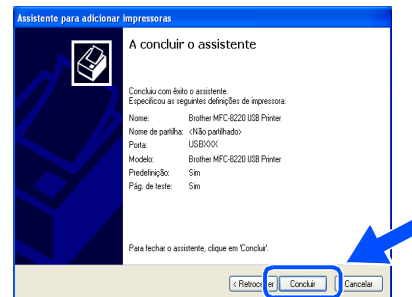 Assistente para adicionar impressoras
A concluir o assistente
Concluiu com êxito o assistente.
Especificou as seguintes definições de impressora:
Nome: Brother MFC-8220 USB Printer
Nome de partilha: <Não partilhado>
Porta: USBXXX
Modelo: Brother MFC-8220 USB Printer
Predefinição: Sim
Pág. de teste: Sim
Para fechar o assistente, clique em 'Concluir'.
< Retroceder Concluir Cancelar